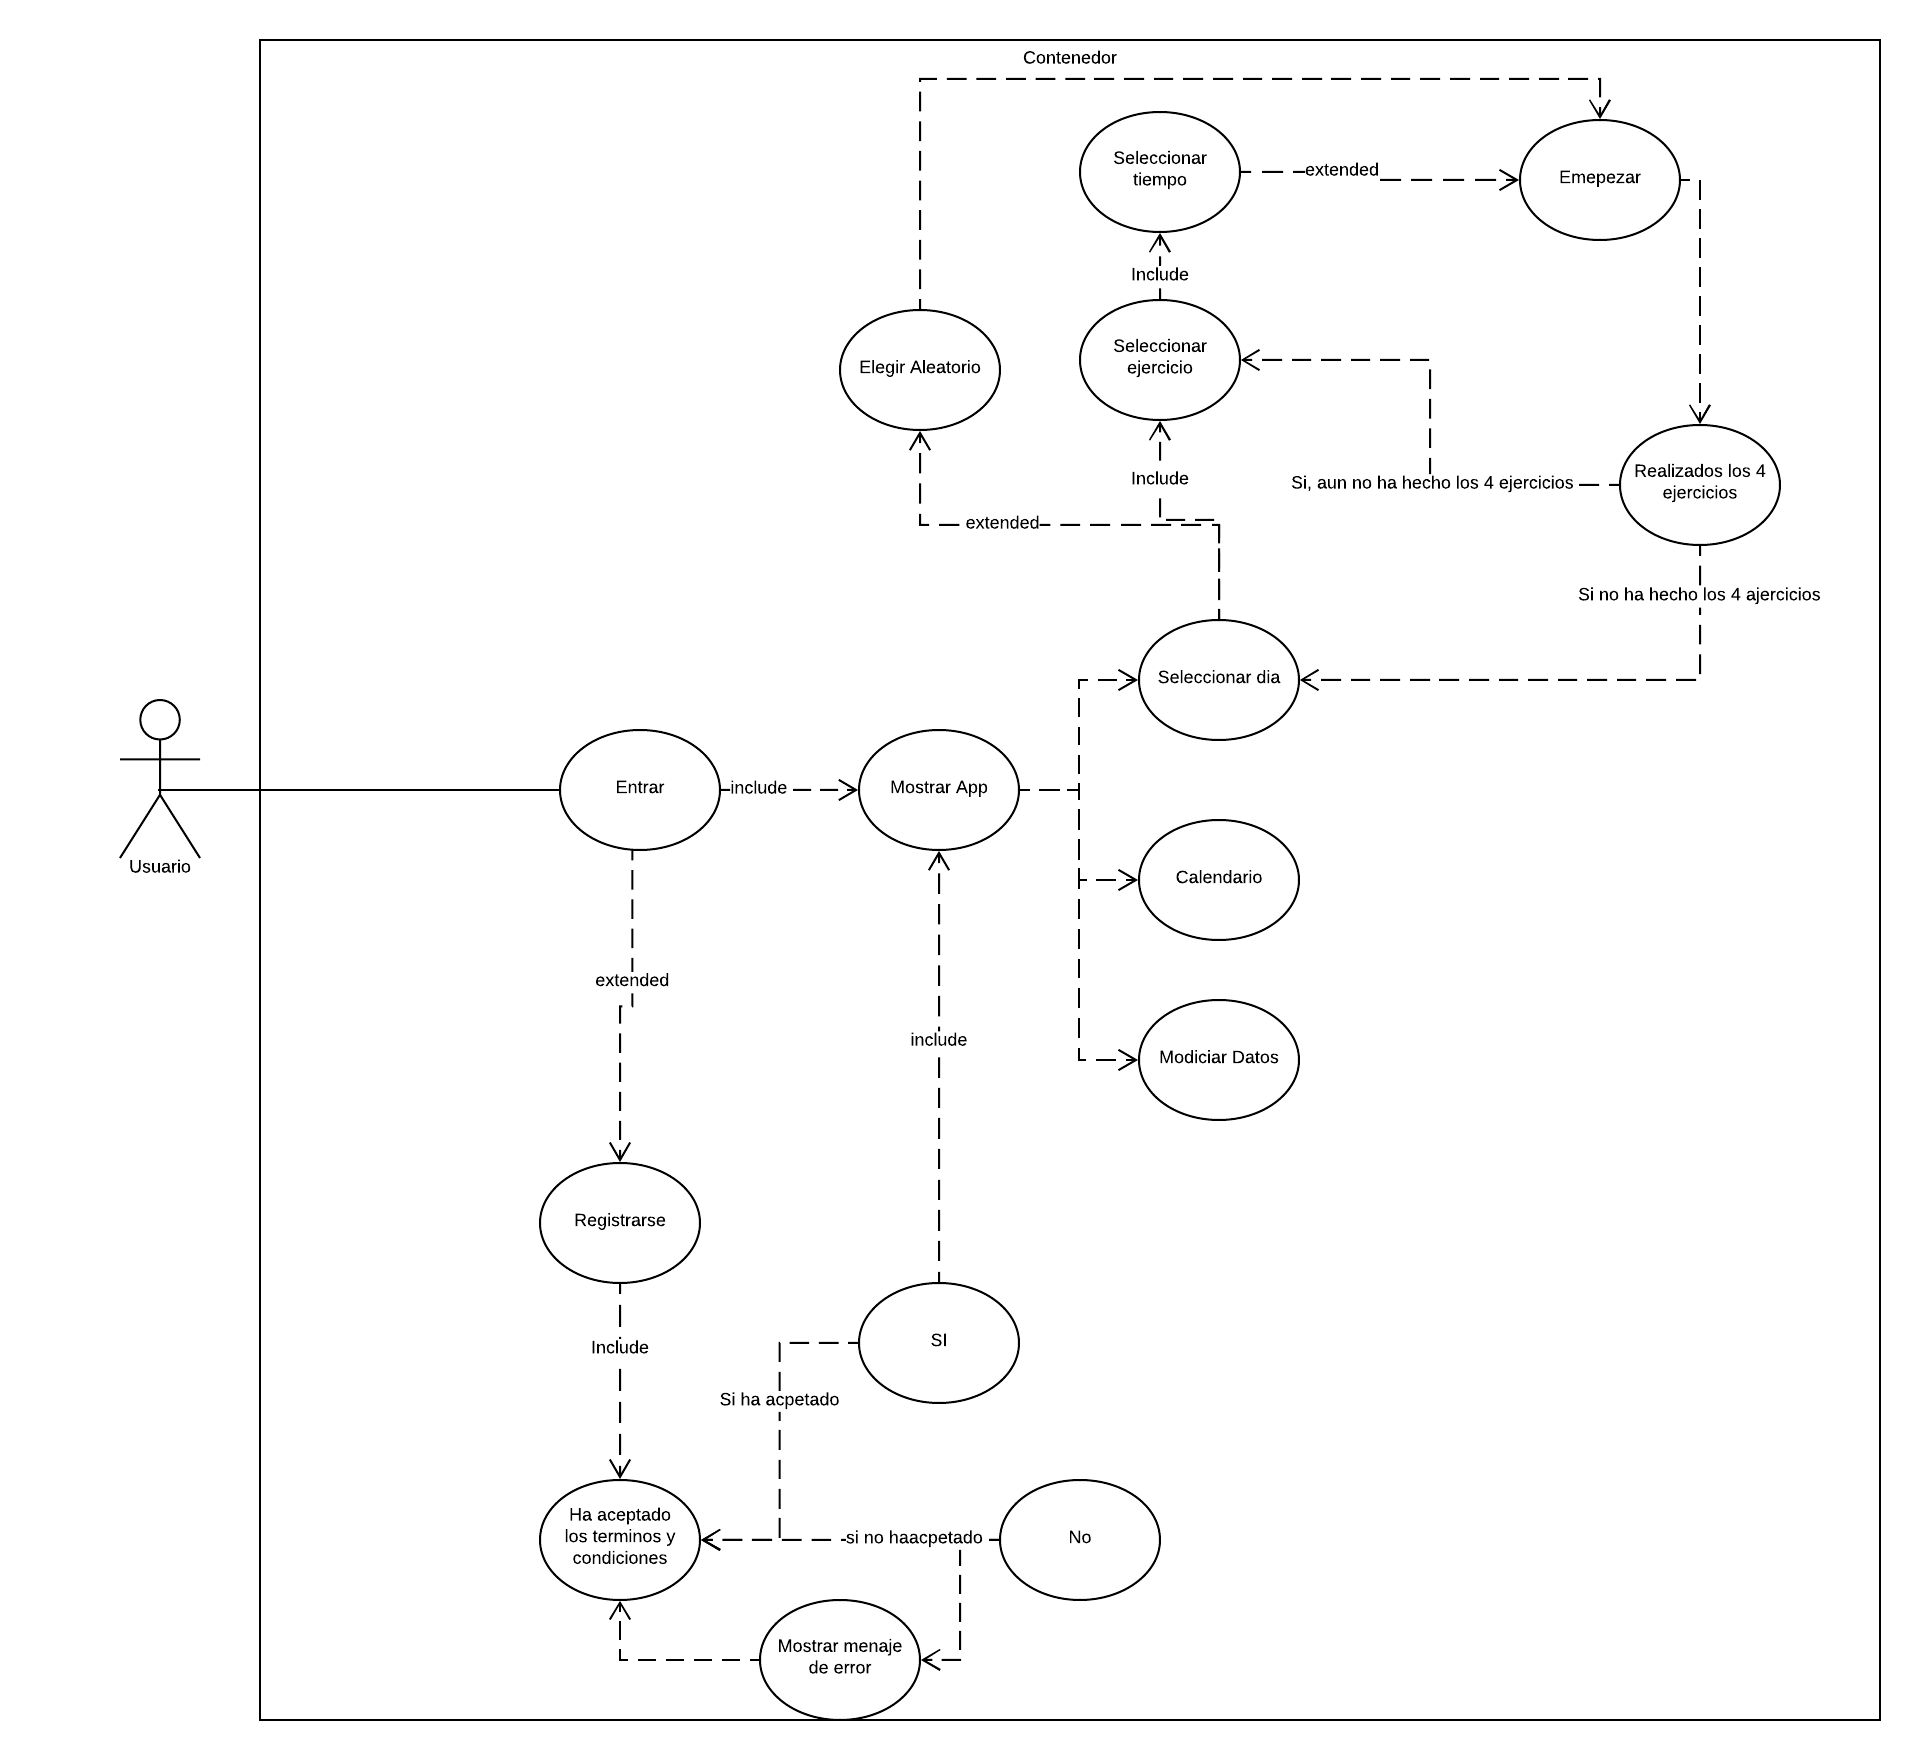 Contenedor
Seleccionar
tiempo
extended
Emepezar
Include
Seleccionar
ejercicio
Elegir Aleatorio
Include
Si, aun no ha hecho los 4 ejercicios
Realizados los 4
ejercicios
extended
Si no ha hecho los 4 ajercicios
Seleccionar dia
Entrar
include
Mostrar App
Usuario
Calendario
extended
include
Modiciar Datos
Registrarse
Include
SI
Si ha acpetado
Ha aceptado
los terminos y
condiciones
si no haacpetado
No
Mostrar menaje
de error